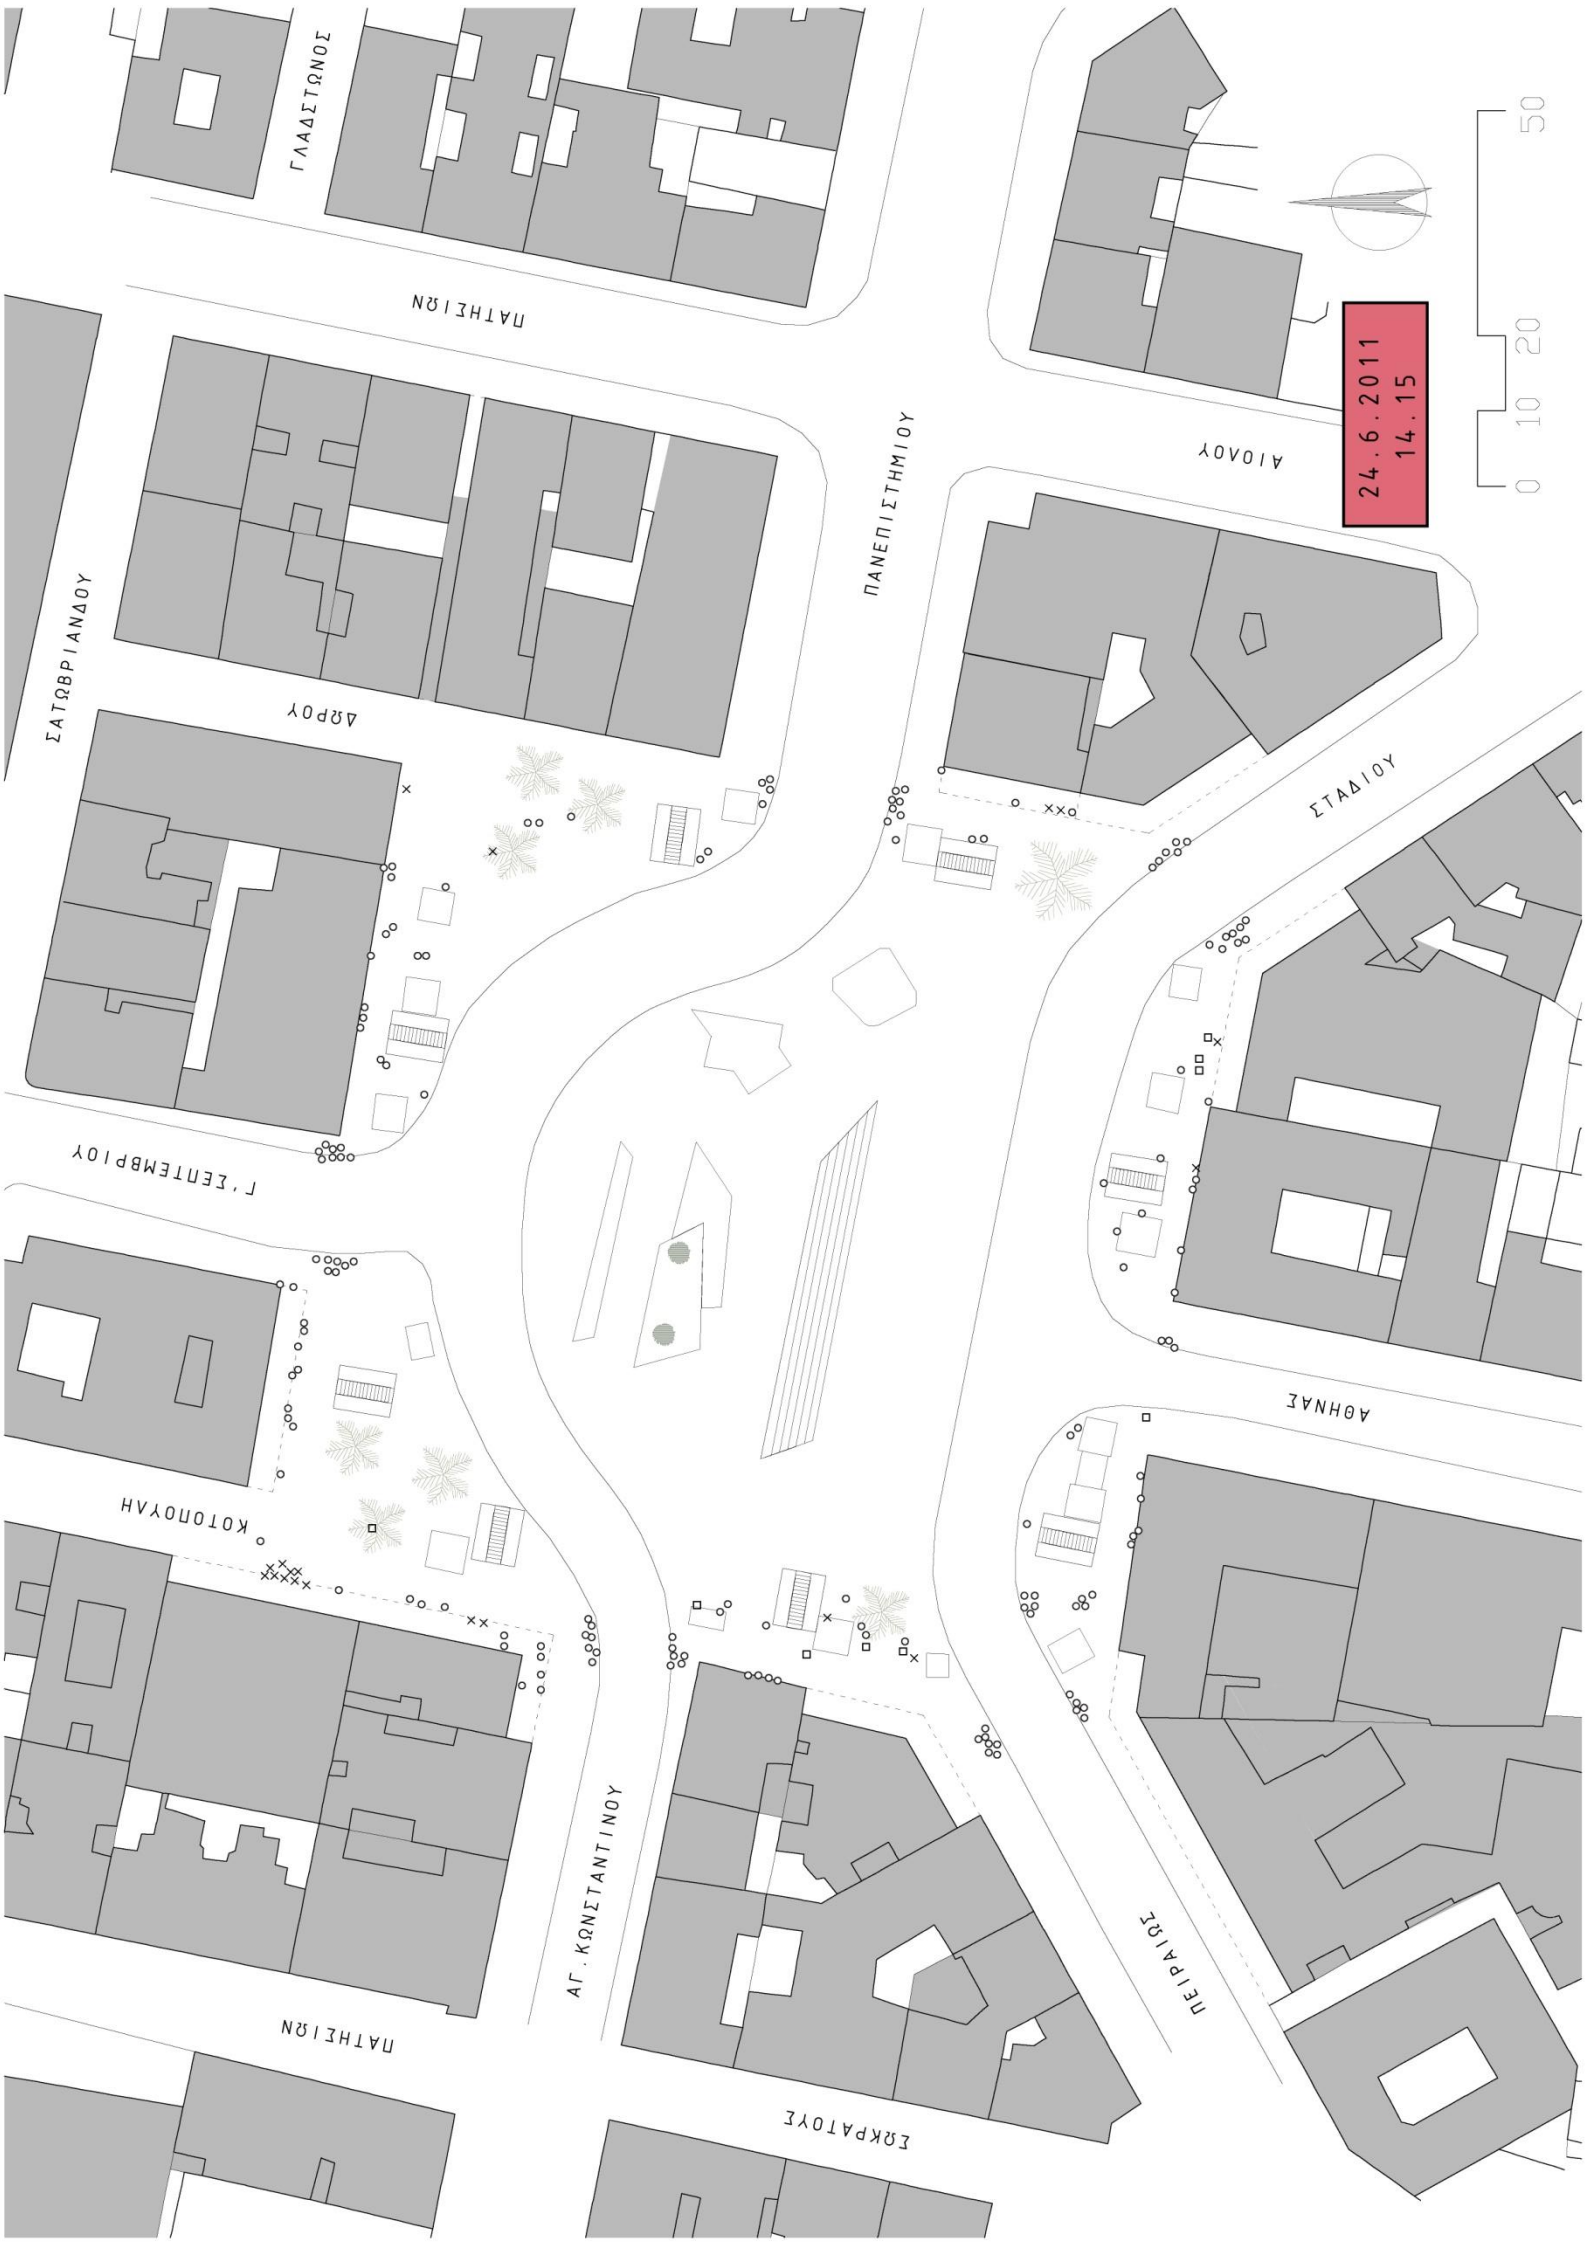 ΓΛΑΔΣΤΩΝΟΣ
ΠΑΤΗΣΙΩΝ
ΣΑΤΩΒΡΙΑΝΔΟΥ
ΔΩΡΟΥ
ΠΑΝΕΠΙΣΤΗΜΙΟΥ
ΑΙΟΛΟΥ
24.6.2011
14.15
0 10 20 50
ΣΤΑΔΙΟΥ
Γ'ΣΕΠΤΕΜΒΡΙΟΥ
ΑΘΗΝΑΣ
ΚΟΤΟΠΟΥΛΗ
ΑΓ.ΚΩΝΣΤΑΝΤΙΝΟΥ
ΠΕΙΡΑΙΩΣ
ΠΑΤΗΣΙΩΝ
ΣΩΚΡΑΤΟΥΣ